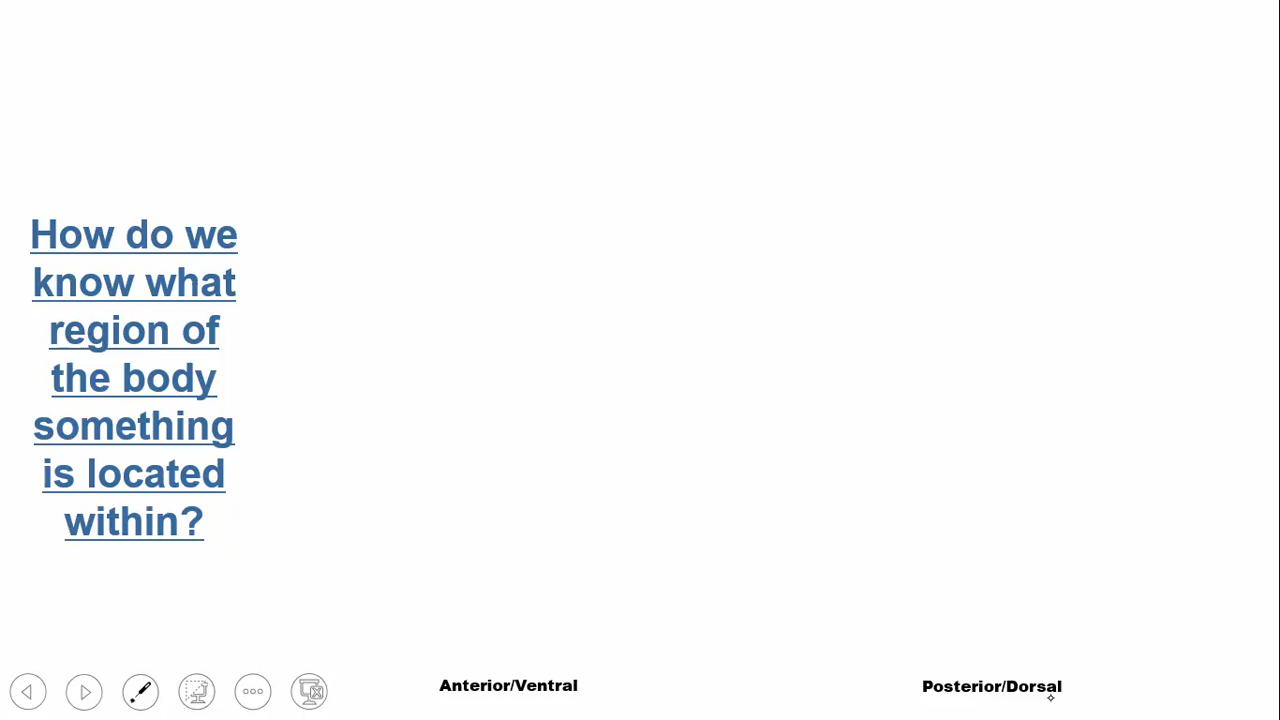 How do we
know what
region of
the body
something
is located
within?
Anterior/Ventral
Posterior/Dorsal